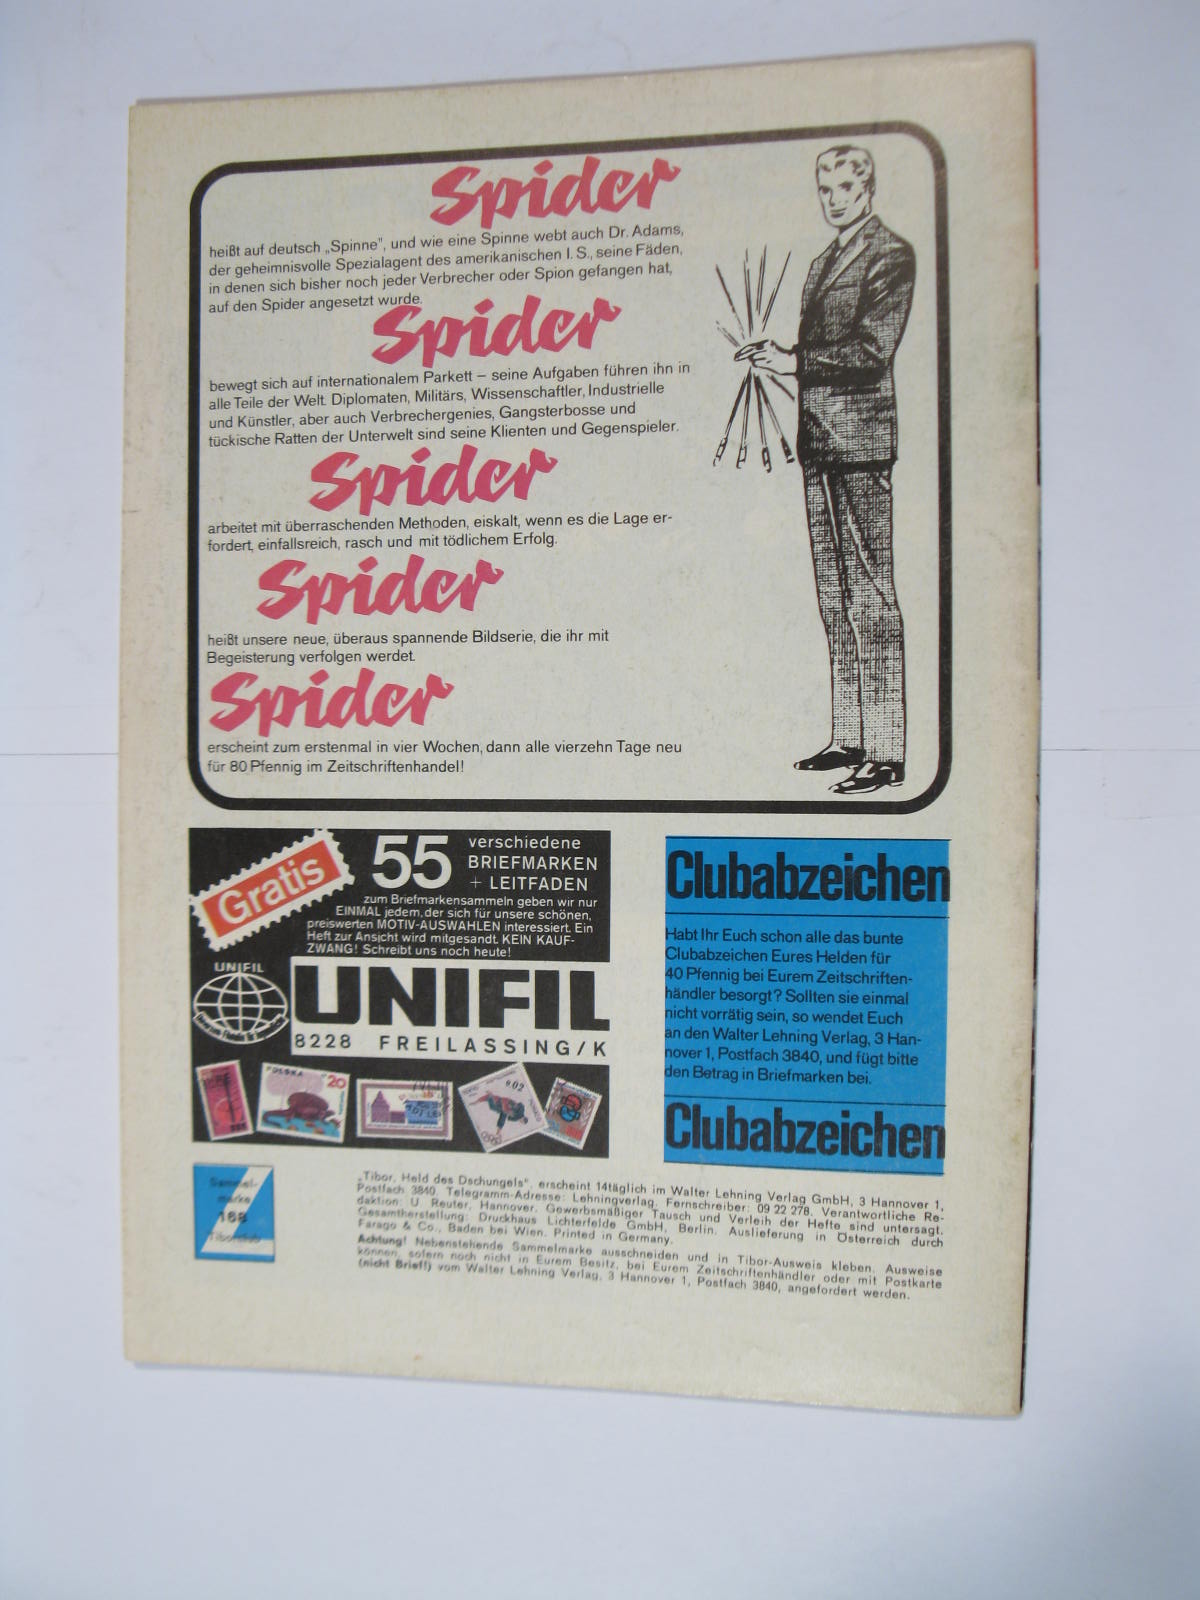 Spider
heißt auf deutsch „Spinne", und wie eine Spinne webt auch Dr. Adams,
der geheimnisvolle Spezialagent des amerikanischen I. S., seine Fäden,
in denen sich bisher noch jeder Verbrecher oder Spion gefangen hat,
auf den Spider angesetzt wurde.
Spider
bewegt sich auf internationalem Parkett – seine Aufgaben führen ihn in
alle Teile der Welt. Diplomaten, Militärs, Wissenschaftler, Industrielle
und Künstler, aber auch Verbrechergenies, Gangsterbosse und
tückische Ratten der Unterwelt sind seine Klienten und Gegenspieler.
Spider
arbeitet mit überraschenden Methoden, eiskalt, wenn es die Lage er-
fordert, einfallsreich, rasch und mit tödlichem Erfolg.
Spider
heißt unsere neue, überaus spannende Bildserie, die ihr mit
Begeisterung verfolgen werdet.
Spider
erscheint zum erstenmal in vier Wochen, dann alle vierzehn Tage neu
für 80 Pfennig im Zeitschriftenhandel!
Gratis
55 verschiedene
BRIEFMARKEN
+ LEITFADEN
zum Briefmarkensammeln geben wir nur
EINMAL jedem, der sich für unsere schönen,
preiswerten MOTIV-AUSWAHLEN interessiert. Ein
Heft zur Ansicht wird mitgesandt. KEIN KAUF-
ZWANG! Schreibt uns noch heute!
UNIFIL
UNIFIL
8228 FREILASSING/K
POLSKA
20
0.02
Clubabzeichen
Habt Ihr Euch schon alle das bunte
Clubabzeichen Eures Helden für
40 Pfennig bei Eurem Zeitschriften-
händler besorgt? Sollten sie einmal
nicht vorrätig sein, so wendet Euch
an den Walter Lehning Verlag, 3 Han-
nover 1, Postfach 3840, und fügt bitte
den Betrag in Briefmarken bei.
Clubabzeichen
Sammel-
marke
168
Tiborclub
„Tibor, Held des Dschungels", erscheint 14täglich im Walter Lehning Verlag GmbH, 3 Hannover 1,
Postfach 3840. Telegramm-Adresse: Lehningverlag. Fernschreiber: 09 22 278. Verantwortliche Re-
daktion: U. Reuter, Hannover. Gewerbsmäßiger Tausch und Verleih der Hefte sind untersagt.
Gesamtherstellung: Druckhaus Lichterfelde GmbH, Berlin. Auslieferung in Österreich durch
Farago & Co., Baden bei Wien. Printed in Germany.
Achtung! Nebenstehende Sammelmarke ausschneiden und in Tibor-Ausweis kleben. Ausweise
können, sofern noch nicht in Eurem Besitz, bei Eurem Zeitschriftenhändler oder mit Postkarte
(nicht Brief!) vom Walter Lehning Verlag, 3 Hannover 1, Postfach 3840, angefordert werden.